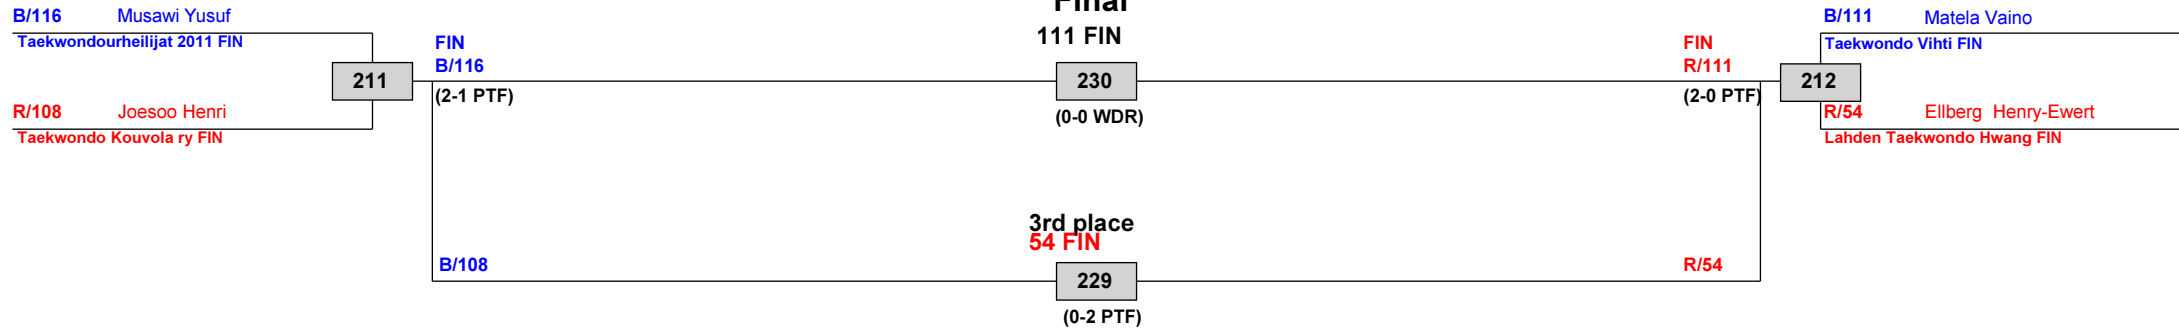 Final
B/116 Musawi Yusuf
Taekwondourheilijat 2011 FIN
B/111 Matela Vaino
Taekwondo Vihti FIN
111 FIN
FIN
B/116
FIN
R/111
211
230
212
(2-1 PTF)
(2-0 PTF)
(0-0 WDR)
R/108 Joesoo Henri
Taekwondo Kouvola ry FIN
R/54 Ellberg Henry-Ewert
Lahden Taekwondo Hwang FIN
3rd place
54 FIN
B/108
R/54
229
(0-2 PTF)